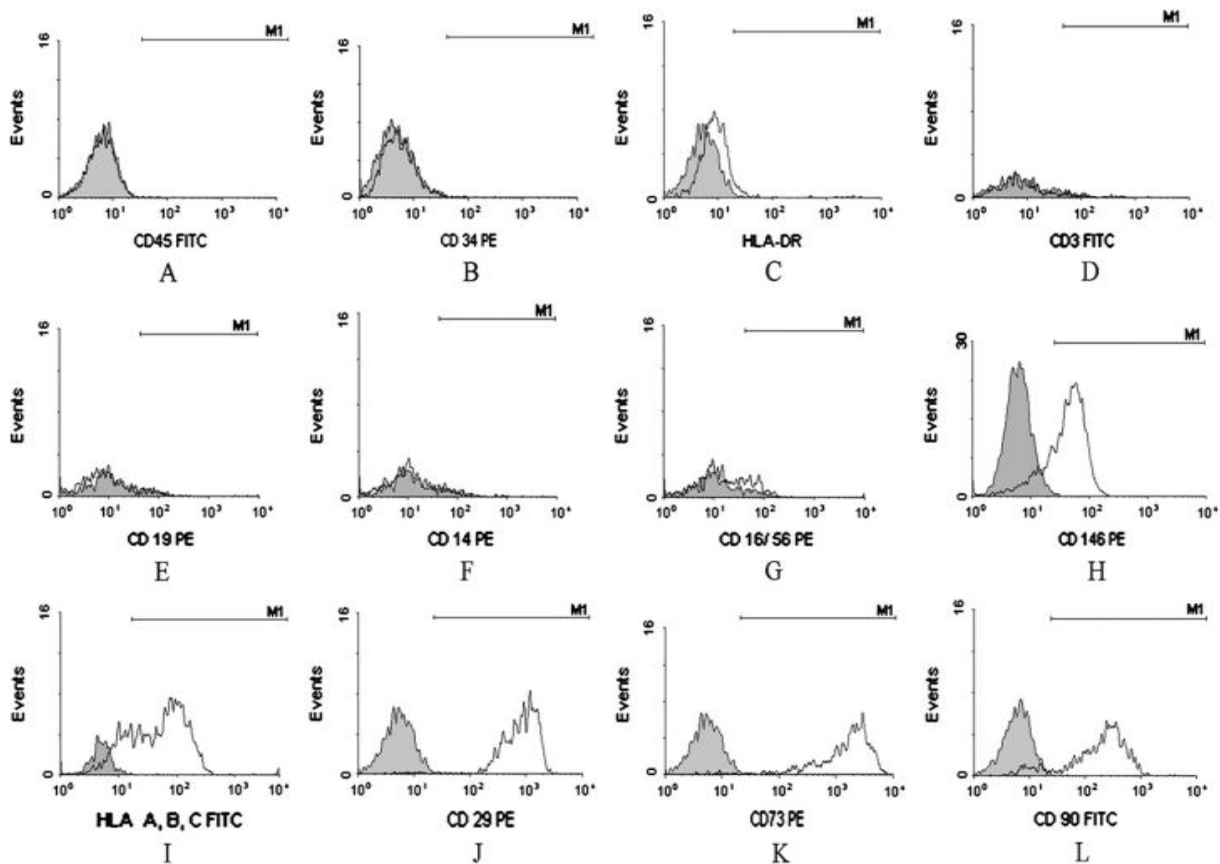 M1 M1 M1 M1
16 16 16 16
Events Events Events Events
0 0 0 0
10⁰ 10¹ 10² 10³ 10⁴ 10⁰ 10¹ 10² 10³ 10⁴ 10⁰ 10¹ 10² 10³ 10⁴ 10⁰ 10¹ 10² 10³ 10⁴
CD45 FITC CD 34 PE HLA-DR CD3 FITC
A B C D
M1 M1 M1 M1
16 16 16 30
Events Events Events Events
0 0 0 0
10⁰ 10¹ 10² 10³ 10⁴ 10⁰ 10¹ 10² 10³ 10⁴ 10⁰ 10¹ 10² 10³ 10⁴ 10⁰ 10¹ 10² 10³ 10⁴
CD 19 PE CD 14 PE CD 16/ 56 PE CD 146 PE
E F G H
M1 M1 M1 M1
16 16 16 16
Events Events Events Events
0 0 0 0
10⁰ 10¹ 10² 10³ 10⁴ 10⁰ 10¹ 10² 10³ 10⁴ 10⁰ 10¹ 10² 10³ 10⁴ 10⁰ 10¹ 10² 10³ 10⁴
HLA A, B, C FITC CD 29 PE CD73 PE CD 90 FITC
I J K L